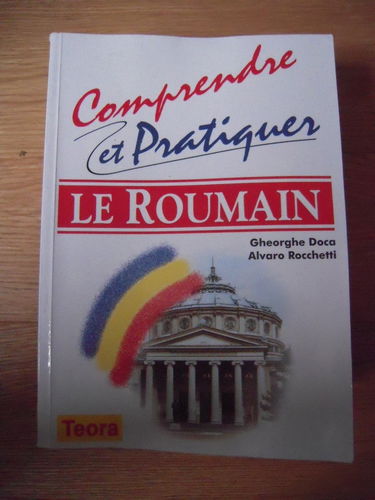 Comprendre
et Pratiquer
LE ROUMAIN
Gheorghe Doca
Alvaro Rocchetti
Teora